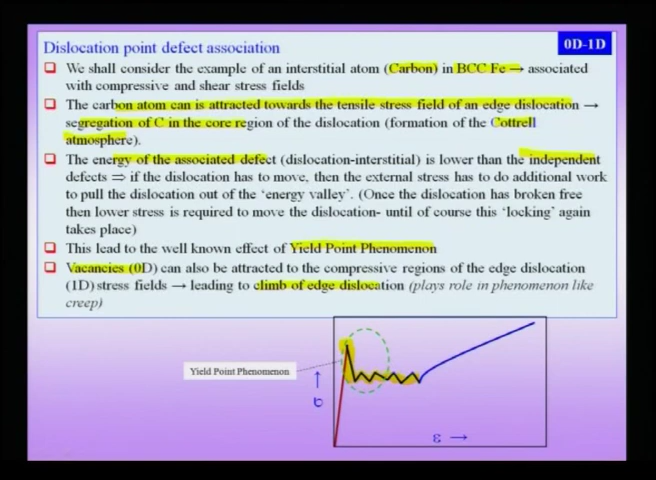 Dislocation point defect association
0D-1D
❑ We shall consider the example of an interstitial atom (Carbon) in BCC Fe → associated
with compressive and shear stress fields
❑ The carbon atom can is attracted towards the tensile stress field of an edge dislocation →
segregation of C in the core region of the dislocation (formation of the Cottrell
atmosphere).
❑ The energy of the associated defect (dislocation-interstitial) is lower than the independent
defects ⇒ if the dislocation has to move, then the external stress has to do additional work
to pull the dislocation out of the 'energy valley'. (Once the dislocation has broken free
then lower stress is required to move the dislocation- until of course this 'locking' again
takes place)
❑ This lead to the well known effect of Yield Point Phenomenon
❑ Vacancies (0D) can also be attracted to the compressive regions of the edge dislocation
(1D) stress fields → leading to climb of edge dislocation (plays role in phenomenon like
creep)
Yield Point Phenomenon
σ →
ε →